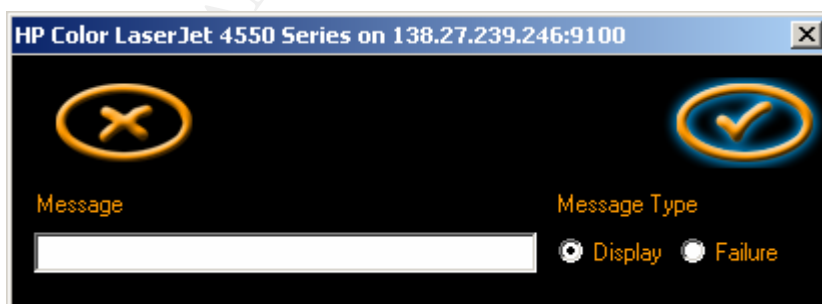 HP Color LaserJet 4550 Series on 138.27.239.246:9100
Message
Message Type
Display
Failure